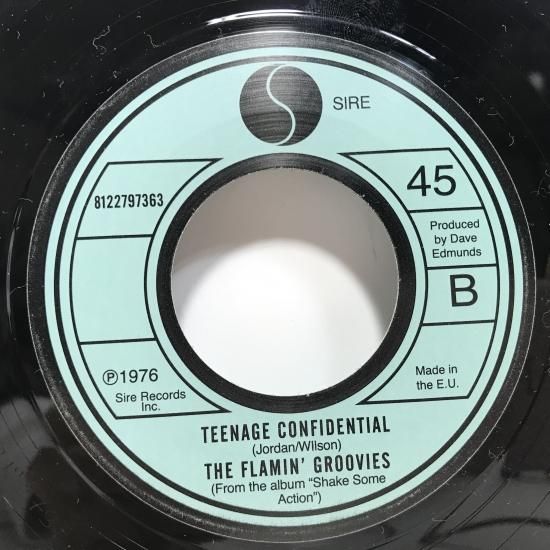 SIRE
8122797363
45
Produced
by Dave
Edmunds
B
℗1976
Sire Records
Inc.
Made in
the E.U.
TEENAGE CONFIDENTIAL
(Jordan/WIlson)
THE FLAMIN' GROOVIES
(From the album "Shake Some
Action")